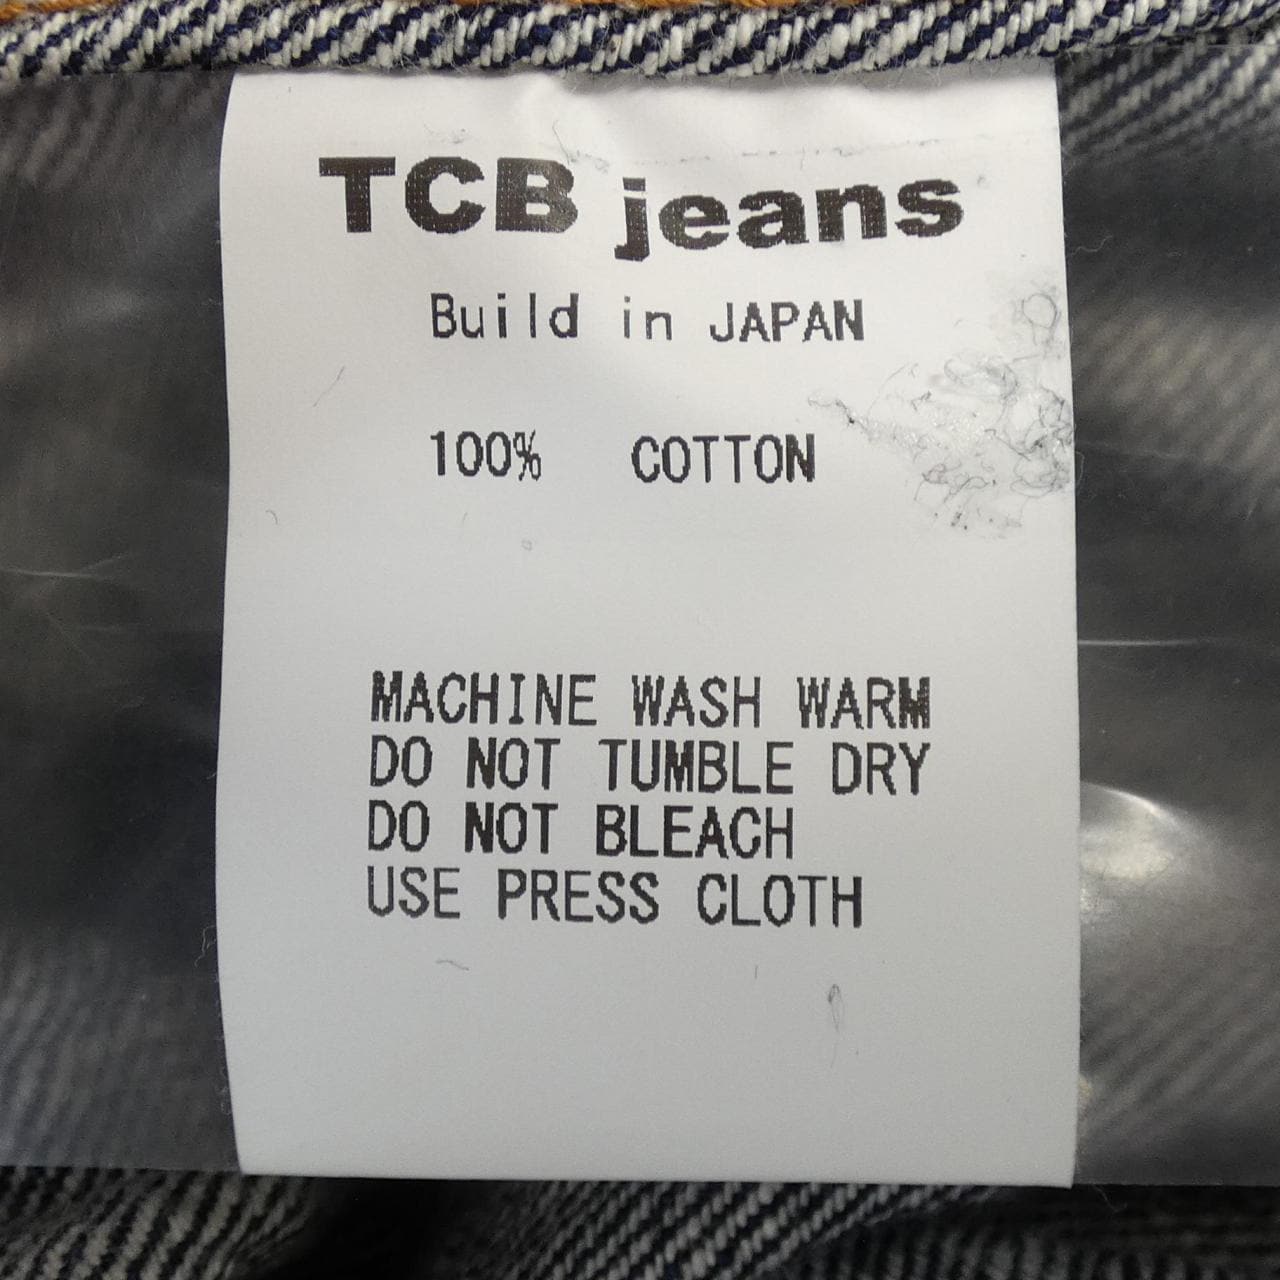 TCB jeans
Build in JAPAN
100% COTTON
MACHINE WASH WARM
DO NOT TUMBLE DRY
DO NOT BLEACH
USE PRESS CLOTH